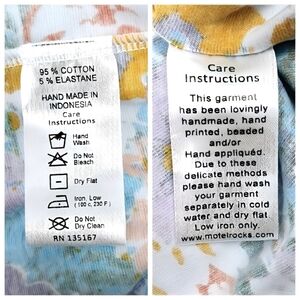 95 % COTTON
5 % ELASTANE
HAND MADE IN
INDONESIA
Care
Instructions
Hand
Wash
Do Not
Bleach
Dry Flat
Iron, Low
( 100 c, 230 F )
Do Not
Dry Clean
RN 135167
Care
Instructions
This garment
has been lovingly
handmade, hand
printed, beaded
and/or
Hand appliquéd.
Due to these
delicate methods
please hand wash
your garment
separately in cold
water and dry flat.
Low iron only.
www.motelrocks.com